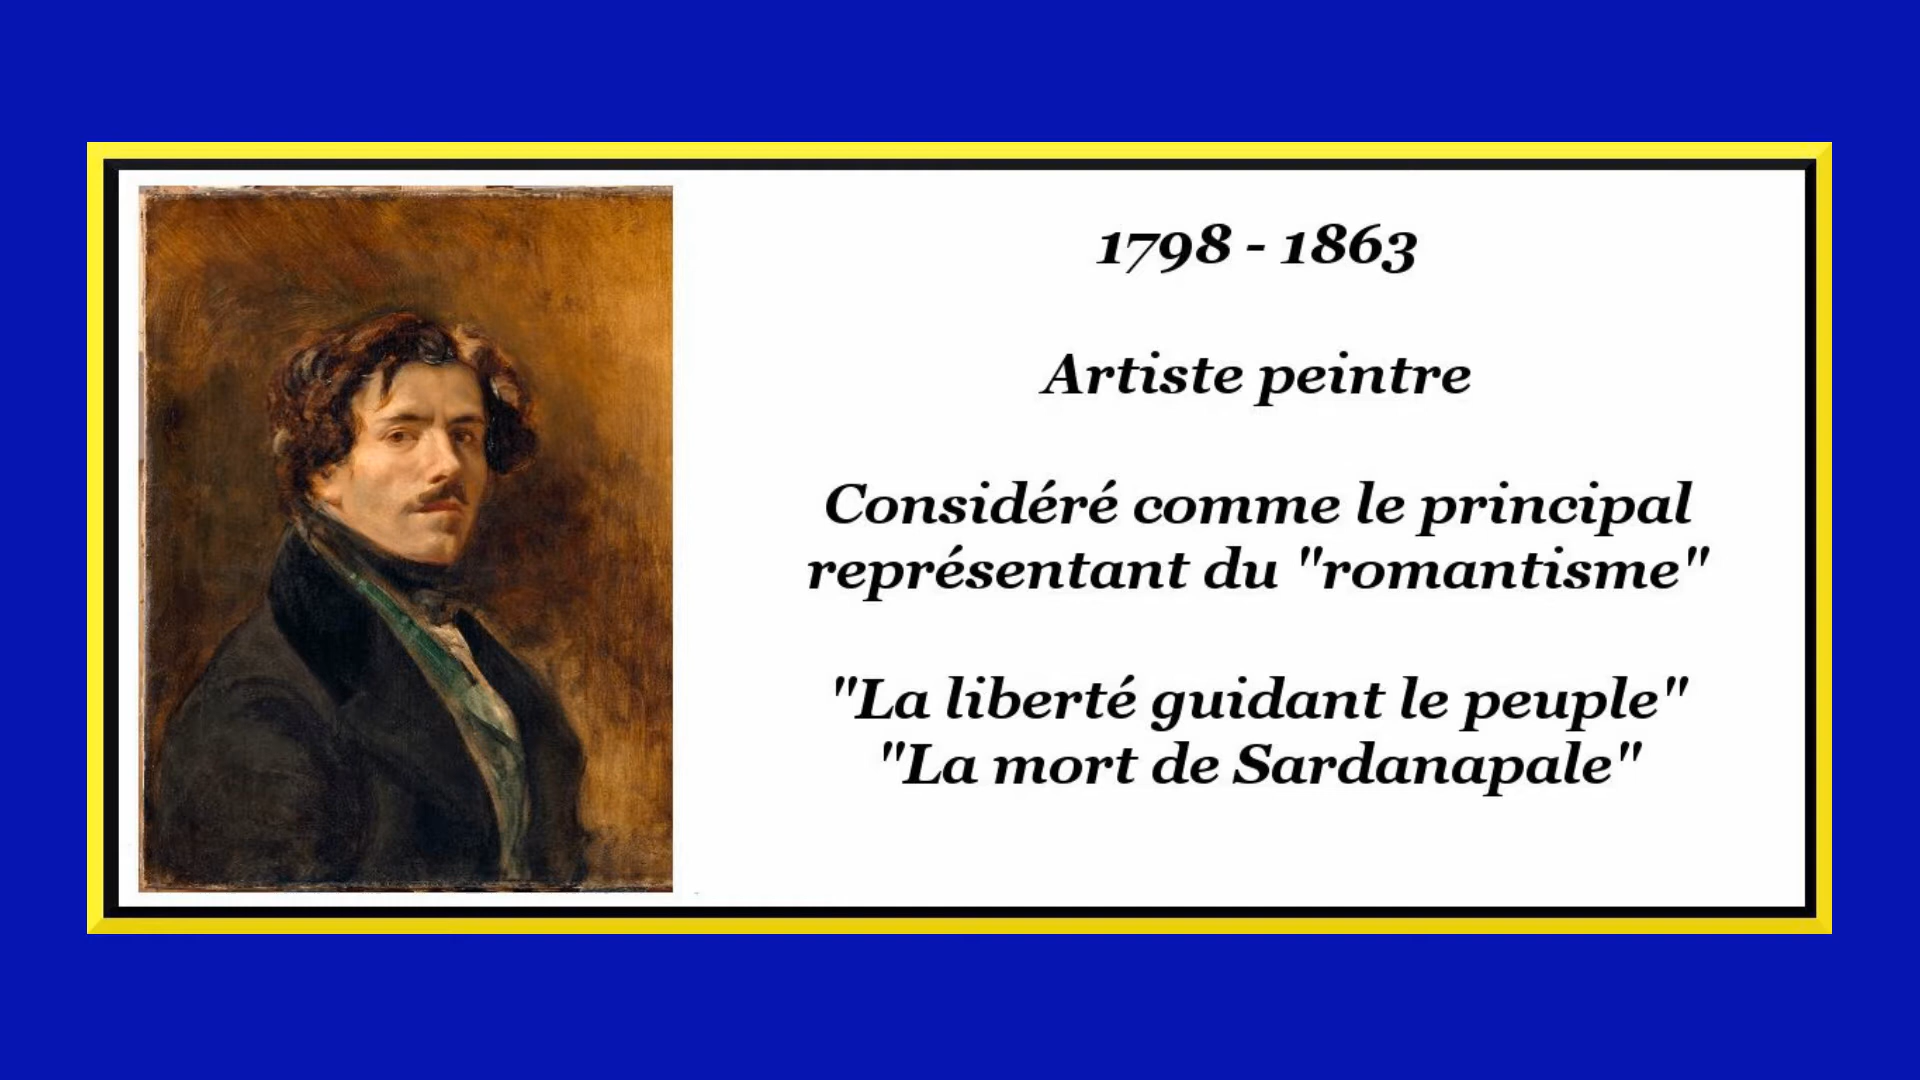 1798 - 1863
Artiste peintre
Considéré comme le principal
représentant du "romantisme"
"La liberté guidant le peuple"
"La mort de Sardanapale"